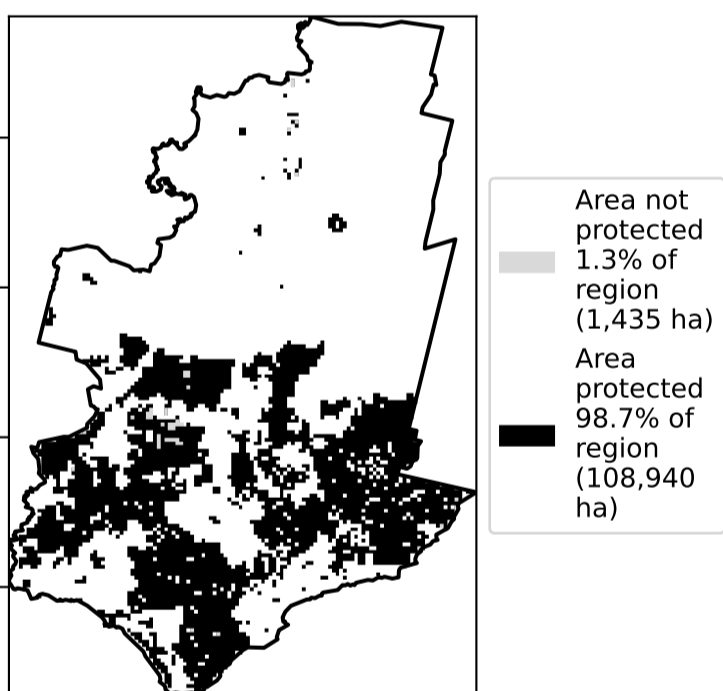 Area not
protected
1.3% of
region
(1,435 ha)
Area
protected
98.7% of
region
(108,940
ha)